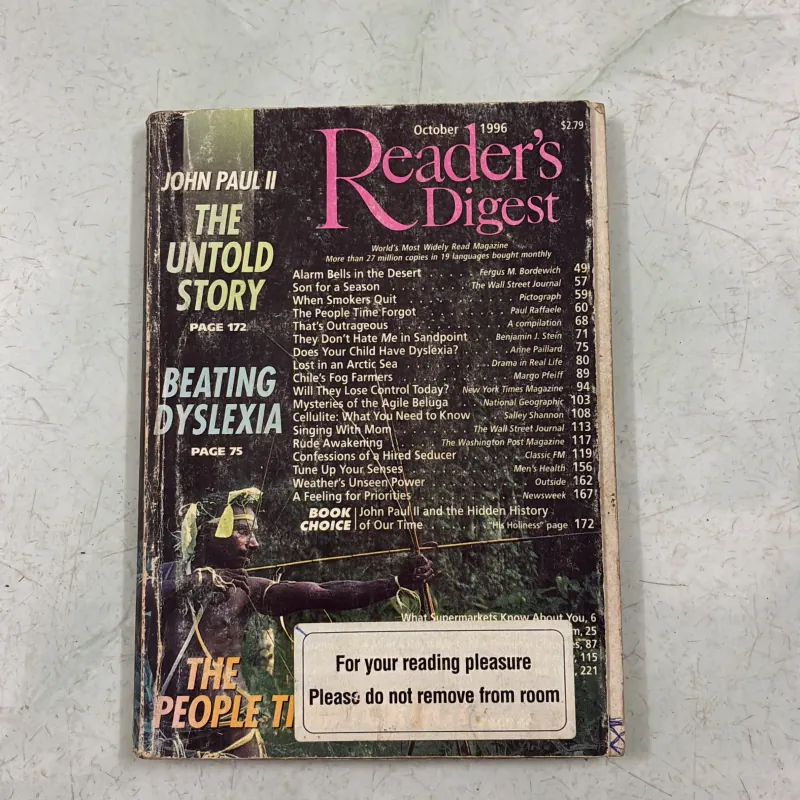 October 1996 $2.79
Reader's
Digest
World's Most Widely Read Magazine
More than 27 million copies in 19 languages bought monthly
JOHN PAUL II
THE
UNTOLD
STORY
PAGE 172
BEATING
DYSLEXIA
PAGE 75
Alarm Bells in the Desert Fergus M. Bordewich 49
Son for a Season The Wall Street Journal 57
When Smokers Quit Pictograph 59
The People Time Forgot Paul Raffaele 60
That's Outrageous A compilation 68
They Don't Hate Me in Sandpoint Benjamin J. Stein 71
Does Your Child Have Dyslexia? Anne Paillard 75
Lost in an Arctic Sea Drama in Real Life 80
Chile's Fog Farmers Margo Pfeiff 89
Will They Lose Control Today? New York Times Magazine 94
Mysteries of the Agile Beluga National Geographic 103
Cellulite: What You Need to Know Salley Shannon 108
Singing With Mom The Wall Street Journal 113
Rude Awakening The Washington Post Magazine 117
Confessions of a Hired Seducer Classic FM 119
Tune Up Your Senses Men's Health 156
Weather's Unseen Power Outside 162
A Feeling for Priorities Newsweek 167
BOOK CHOICE John Paul II and the Hidden History
of Our Time "His Holiness" page 172
What Supermarkets Know About You, 6
m, 25
es, 87
, 115
, 221
THE
PEOPLE TI
For your reading pleasure
Please do not remove from room